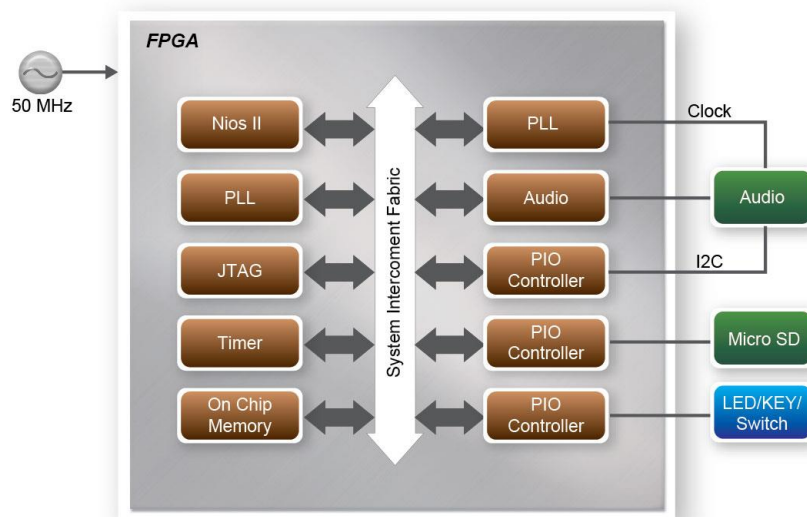 FPGA
50 MHz
Nios II
PLL
Clock
PLL
Audio
Audio
JTAG
PIO
Controller
I2C
Timer
PIO
Controller
Micro SD
On Chip
Memory
PIO
Controller
LED/KEY/
Switch
System Intercoment Fabric